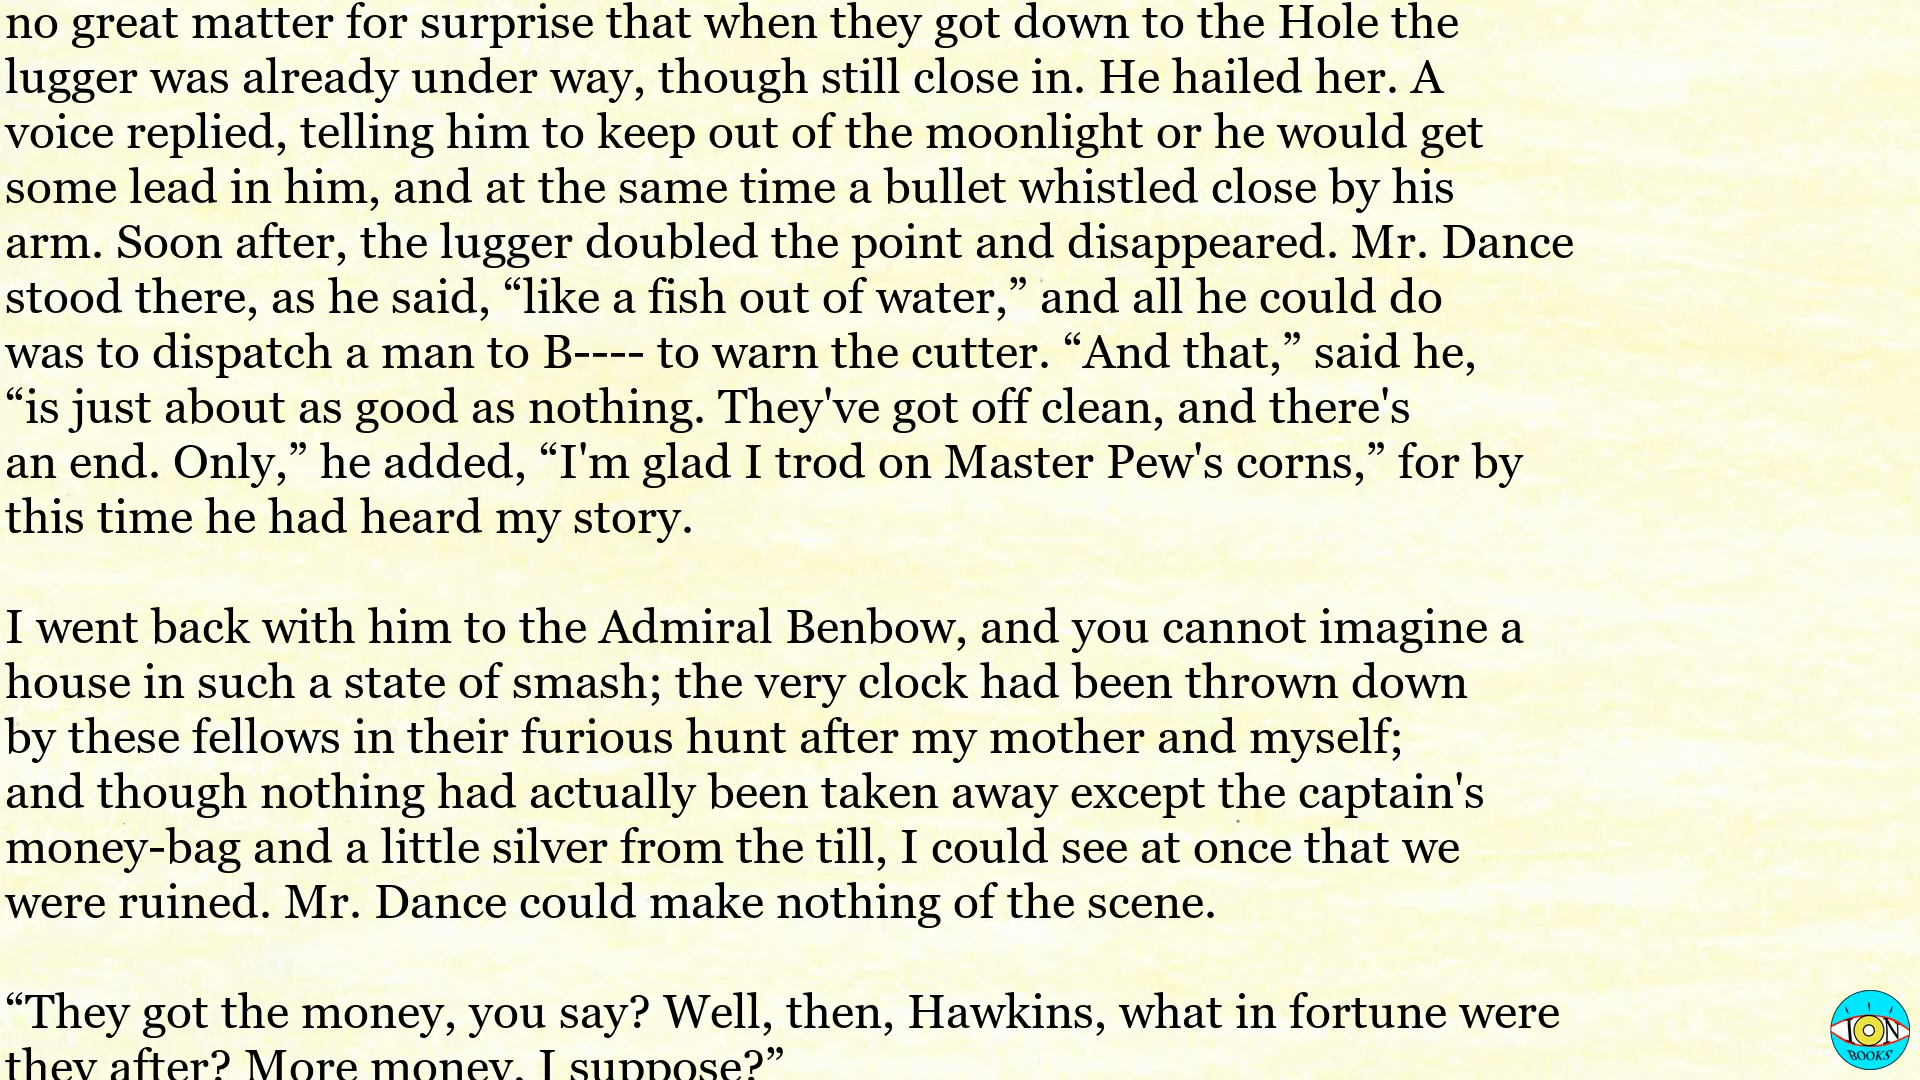 no great matter for surprise that when they got down to the Hole the
lugger was already under way, though still close in. He hailed her. A
voice replied, telling him to keep out of the moonlight or he would get
some lead in him, and at the same time a bullet whistled close by his
arm. Soon after, the lugger doubled the point and disappeared. Mr. Dance
stood there, as he said, “like a fish out of water,” and all he could do
was to dispatch a man to B---- to warn the cutter. “And that,” said he,
“is just about as good as nothing. They've got off clean, and there's
an end. Only,” he added, “I'm glad I trod on Master Pew's corns,” for by
this time he had heard my story.
I went back with him to the Admiral Benbow, and you cannot imagine a
house in such a state of smash; the very clock had been thrown down
by these fellows in their furious hunt after my mother and myself;
and though nothing had actually been taken away except the captain's
money-bag and a little silver from the till, I could see at once that we
were ruined. Mr. Dance could make nothing of the scene.
“They got the money, you say? Well, then, Hawkins, what in fortune were
they after? More money, I suppose?”
ION
BOOKS